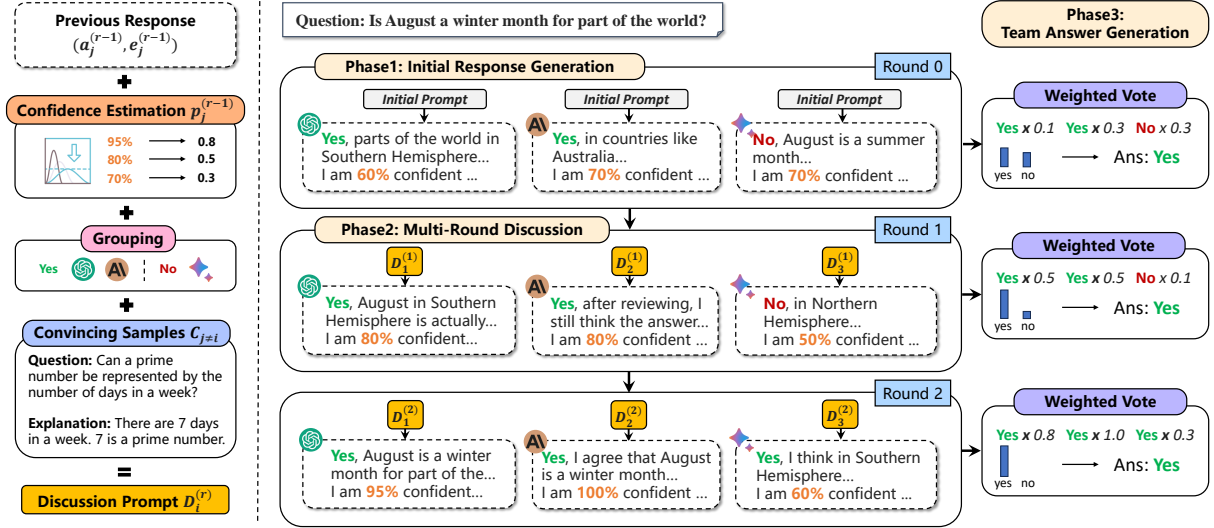 Previous Response
(a_j^(r-1), e_j^(r-1))
+
Confidence Estimation p_j^(r-1)
95% 0.8
80% 0.5
70% 0.3
+
Grouping
Yes A\ No
+
Convincing Samples C_j≠i
Question: Can a prime
number be represented by the
number of days in a week?
Explanation: There are 7 days
in a week. 7 is a prime number.
=
Discussion Prompt D_i^(r)
Question: Is August a winter month for part of the world?
Phase1: Initial Response Generation
Round 0
Initial Prompt
Yes, parts of the world in
Southern Hemisphere...
I am 60% confident ...
Initial Prompt
A\
Yes, in countries like
Australia...
I am 70% confident ...
Initial Prompt
No, August is a summer
month...
I am 70% confident ...
Phase2: Multi-Round Discussion
Round 1
D_1^(1)
Yes, August in Southern
Hemisphere is actually...
I am 80% confident...
D_2^(1)
A\
Yes, after reviewing, I
still think the answer...
I am 80% confident ...
D_3^(1)
No, in Northern
Hemisphere...
I am 50% confident ...
Round 2
D_1^(2)
Yes, August is a winter
month for part of the...
I am 95% confident...
D_2^(2)
A\
Yes, I agree that August
is a winter month...
I am 100% confident...
D_3^(2)
Yes, I think in Southern
Hemisphere...
I am 60% confident...
Phase3:
Team Answer Generation
Weighted Vote
Yes x 0.1 Yes x 0.3 No x 0.3
yes no
Ans: Yes
Weighted Vote
Yes x 0.5 Yes x 0.5 No x 0.1
yes no
Ans: Yes
Weighted Vote
Yes x 0.8 Yes x 1.0 Yes x 0.3
yes no
Ans: Yes